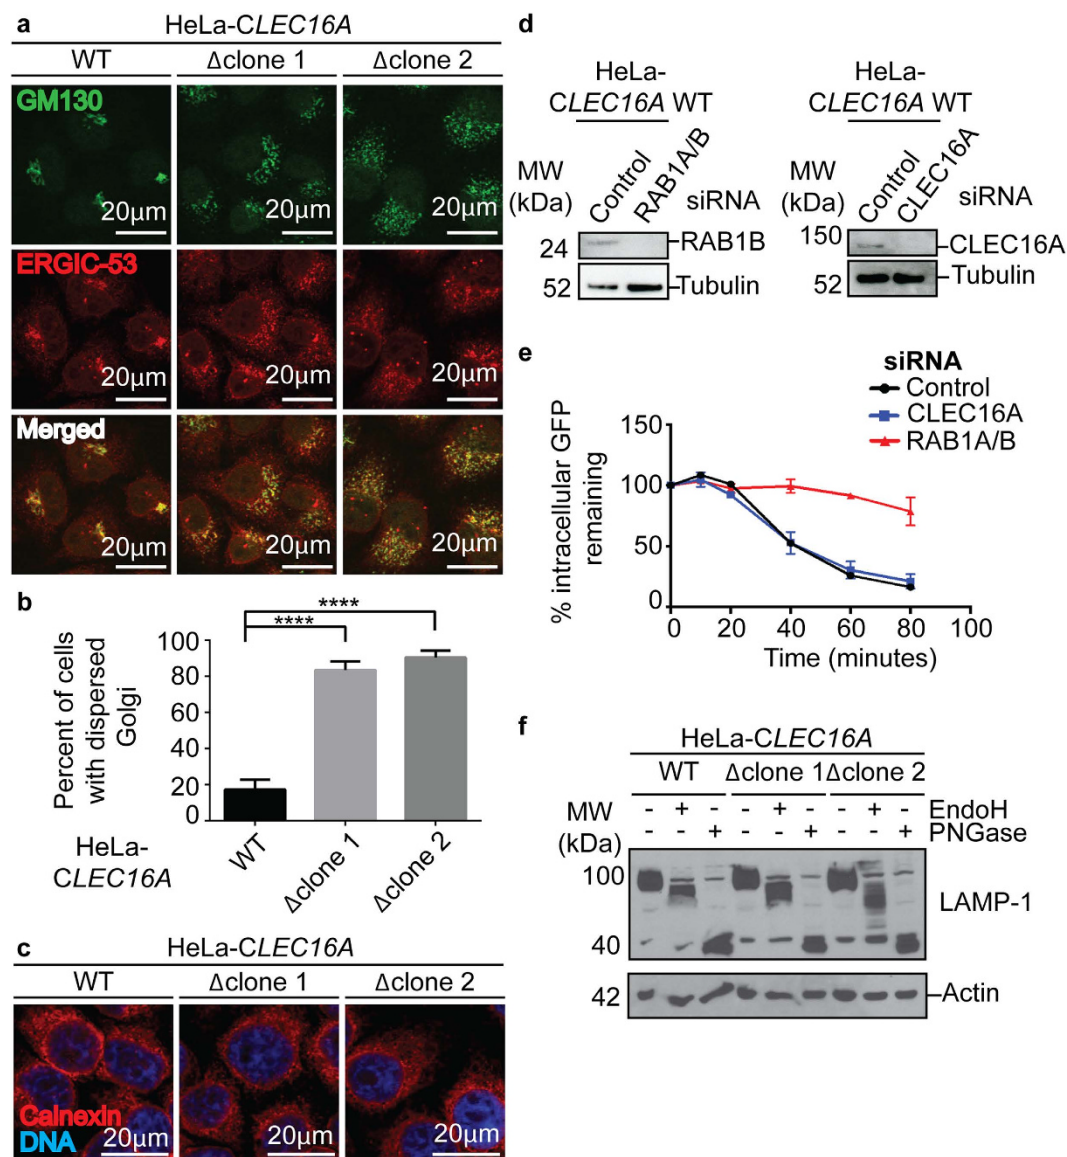 a
HeLa-CLEC16A
WT Δclone 1 Δclone 2
GM130
20µm 20µm 20µm
ERGIC-53
20µm 20µm 20µm
Merged
20µm 20µm 20µm
b
**** ****
Percent of cells
with dispersed
Golgi
100
80
60
40
20
0
HeLa-
CLEC16A
WT Δclone 1 Δclone 2
c
HeLa-CLEC16A
WT Δclone 1 Δclone 2
Calnexin
DNA
20µm 20µm 20µm
d
HeLa-
CLEC16A WT
MW
(kDa)
Control RAB1A/B siRNA
24 RAB1B
52 Tubulin
HeLa-
CLEC16A WT
MW
(kDa)
Control CLEC16A siRNA
150 CLEC16A
52 Tubulin
e
siRNA
Control
CLEC16A
RAB1A/B
% intracellular GFP
remaining
150
100
50
0
0 20 40 60 80 100
Time (minutes)
f
HeLa-CLEC16A
WT Δclone 1 Δclone 2
MW
(kDa)
- + - - + - - + - EndoH
- - + - - + - - + PNGase
100
LAMP-1
40
42 Actin